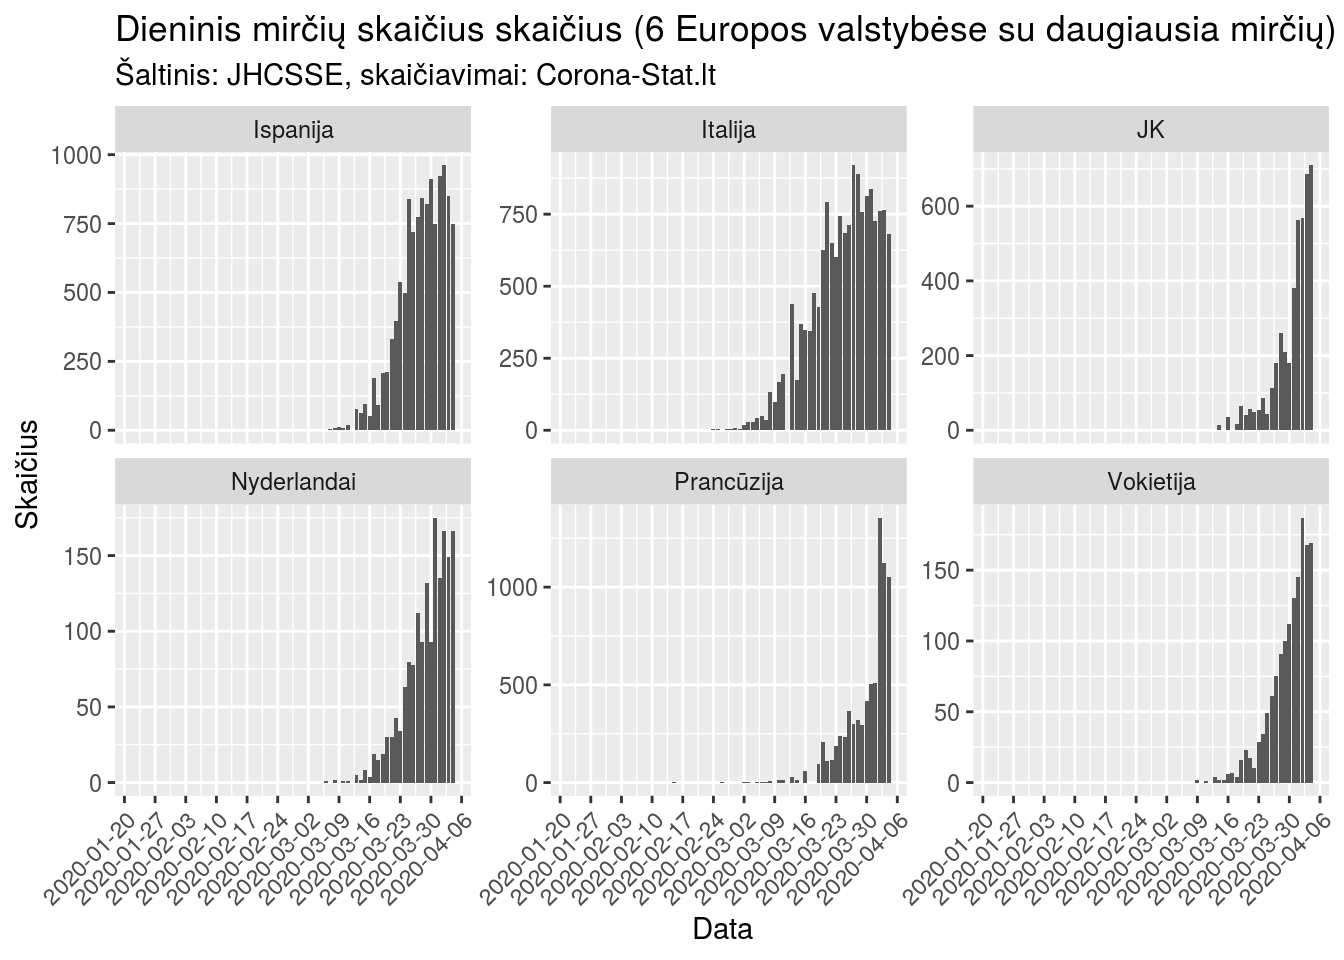 Dieninis mirčių skaičius skaičius (6 Europos valstybėse su daugiausia mirčių)
Šaltinis: JHCSSE, skaičiavimai: Corona-Stat.lt
Ispanija
Italija
JK
1000
750
500
250
0
750
500
250
0
600
400
200
0
Skaičius
Nyderlandai
Prancūzija
Vokietija
150
100
50
0
1000
500
0
150
100
50
0
2020-01-20 2020-01-27 2020-02-03 2020-02-10 2020-02-17 2020-02-24 2020-03-02 2020-03-09 2020-03-16 2020-03-23 2020-03-30 2020-04-06
2020-01-20 2020-01-27 2020-02-03 2020-02-10 2020-02-17 2020-02-24 2020-03-02 2020-03-09 2020-03-16 2020-03-23 2020-03-30 2020-04-06
2020-01-20 2020-01-27 2020-02-03 2020-02-10 2020-02-17 2020-02-24 2020-03-02 2020-03-09 2020-03-16 2020-03-23 2020-03-30 2020-04-06
Data